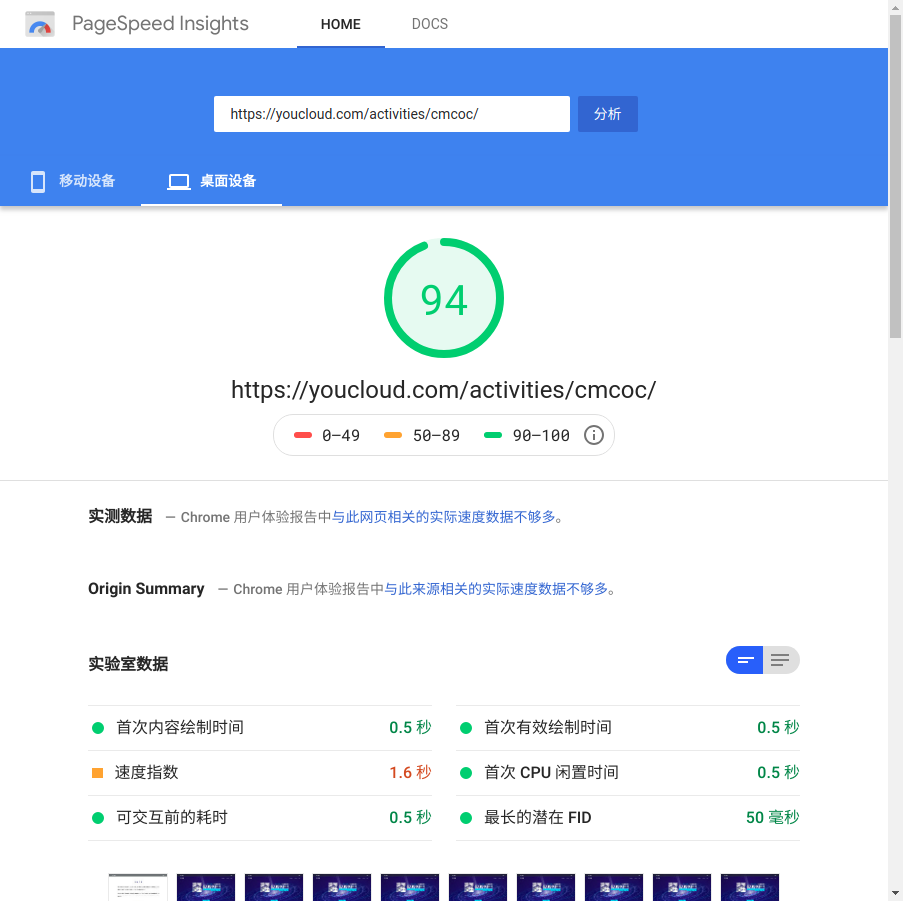 PageSpeed Insights HOME DOCS
https://youcloud.com/activities/cmcoc/ 分析
移动设备 桌面设备
94
https://youcloud.com/activities/cmcoc/
0–49 50–89 90–100
实测数据 — Chrome 用户体验报告中与此网页相关的实际速度数据不够多。
Origin Summary — Chrome 用户体验报告中与此来源相关的实际速度数据不够多。
实验室数据
首次内容绘制时间 0.5 秒 首次有效绘制时间 0.5 秒
速度指数 1.6 秒 首次 CPU 闲置时间 0.5 秒
可交互前的耗时 0.5 秒 最长的潜在 FID 50 毫秒